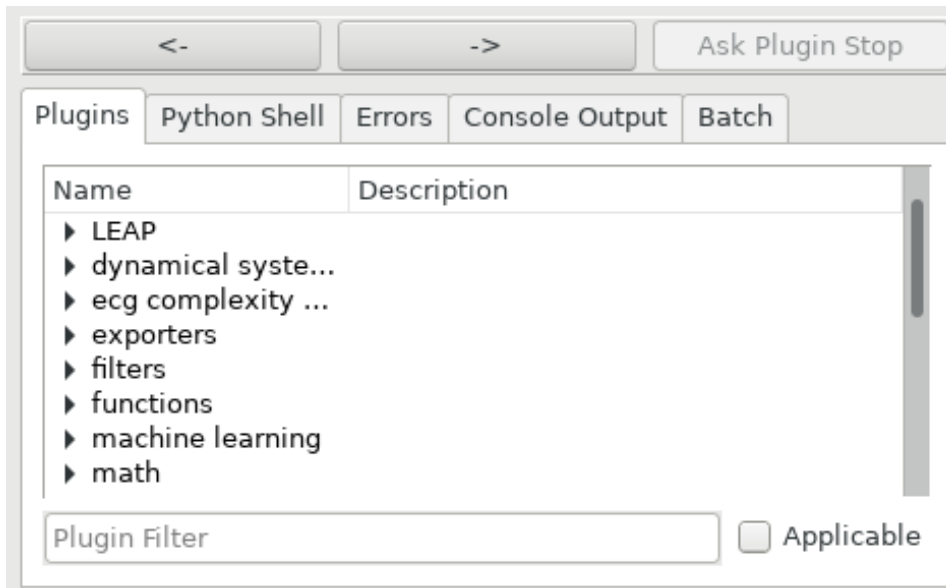 <- -> Ask Plugin Stop
Plugins Python Shell Errors Console Output Batch
Name Description
LEAP
dynamical syste...
ecg complexity ...
exporters
filters
functions
machine learning
math
Plugin Filter Applicable